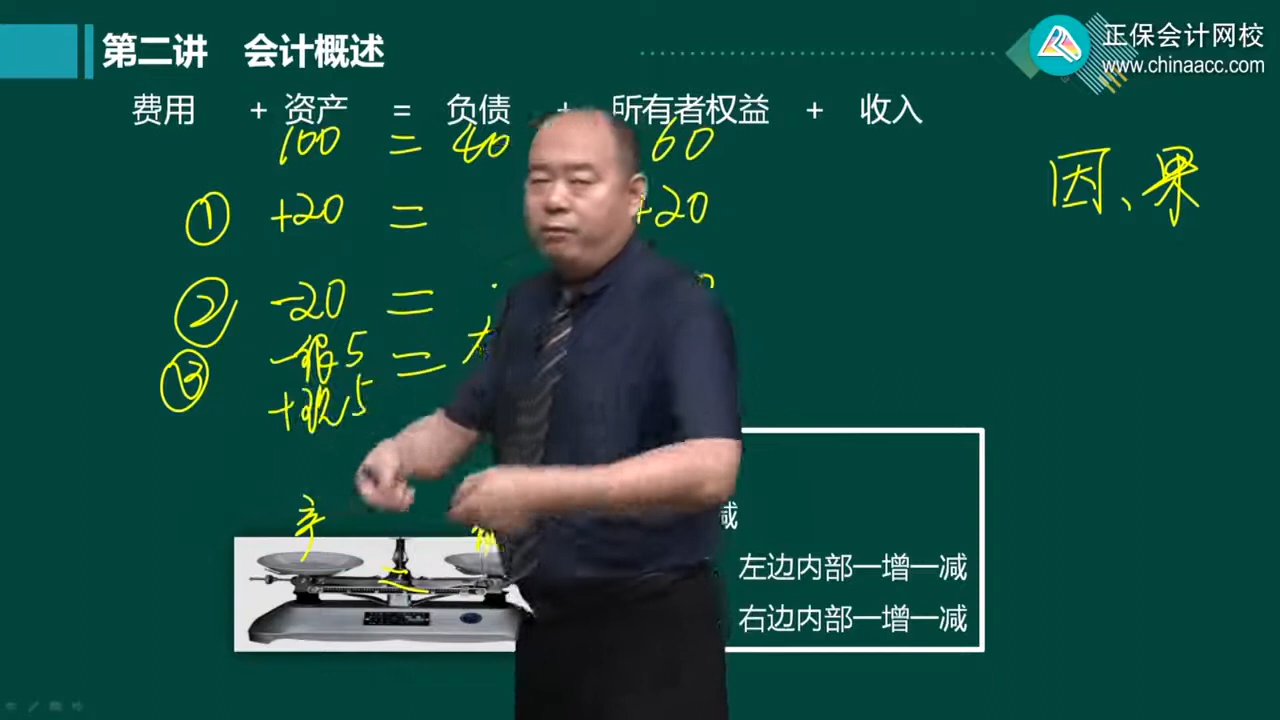 第二讲 会计概述
正保会计网校
www.chinaacc.com
费用 + 资产 = 负债 + 所有者权益 + 收入
100 = 40 60
因、果
① +20 = +20
② -20 =
③ -银5 =
+现5
产
=
减
左边内部一增一减
右边内部一增一减